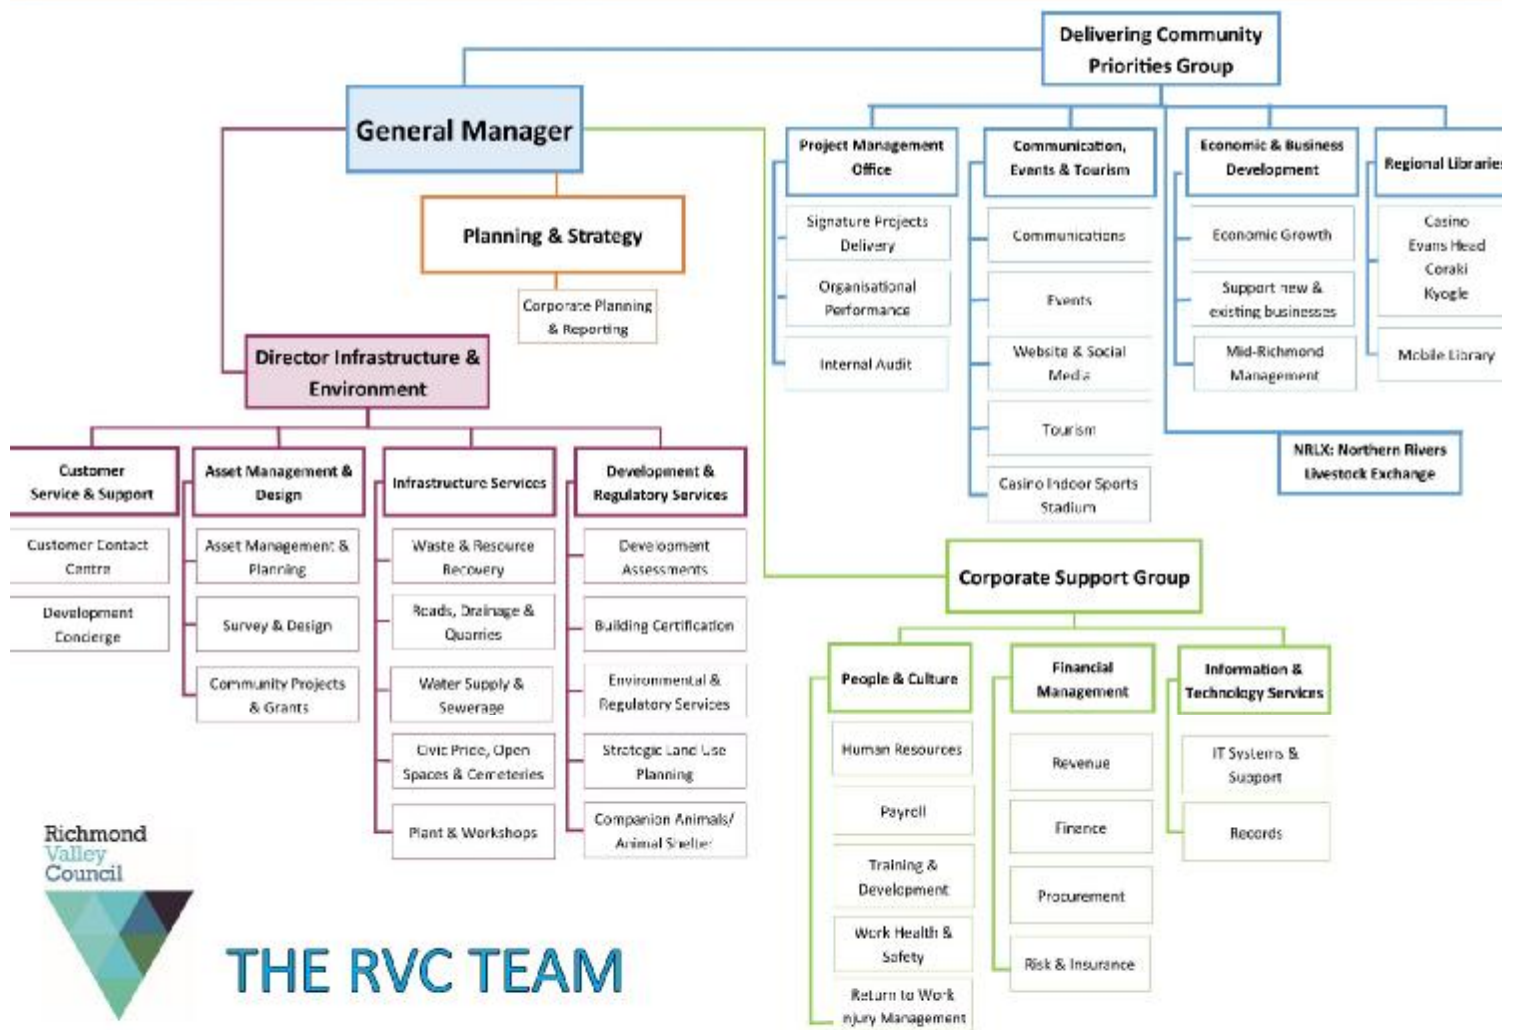 Delivering Community
Priorities Group
General Manager
Planning & Strategy
Corporate Planning
& Reporting
Project Management
Office
Signature Projects
Delivery
Organisational
Performance
Internal Audit
Communication,
Events & Tourism
Communications
Events
Website & Social
Media
Tourism
Casino Indoor Sports
Stadium
Economic & Business
Development
Economic Growth
Support new &
existing businesses
Mid-Richmond
Management
Regional Libraries
Casino
Evans Head
Coraki
Kyogle
Mobile Library
NRLX: Northern Rivers
Livestock Exchange
Director Infrastructure &
Environment
Customer
Service & Support
Customer Contact
Centre
Development
Concierge
Asset Management &
Design
Asset Management &
Planning
Survey & Design
Community Projects
& Grants
Infrastructure Services
Waste & Resource
Recovery
Roads, Drainage &
Quarries
Water Supply &
Sewerage
Civic Pride, Open
Spaces & Cemeteries
Plant & Workshops
Development &
Regulatory Services
Development
Assessments
Building Certification
Environmental &
Regulatory Services
Strategic Land Use
Planning
Companion Animals/
Animal Shelter
Corporate Support Group
People & Culture
Human Resources
Payroll
Training &
Development
Work Health &
Safety
Return to Work
njury Management
Financial
Management
Revenue
Finance
Procurement
Risk & Insurance
Information &
Technology Services
IT Systems &
Support
Records
Richmond
Valley
Council
THE RVC TEAM